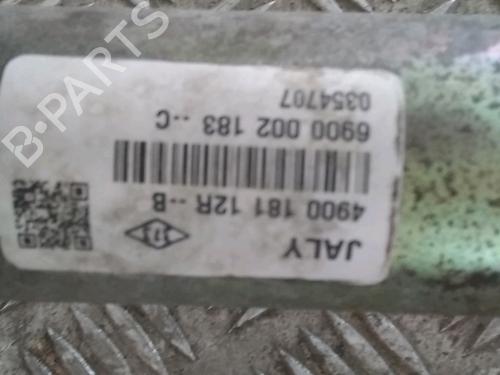 JALY
4900 181 12R --B
6900 002 183 --C
0354707
B-PARTS